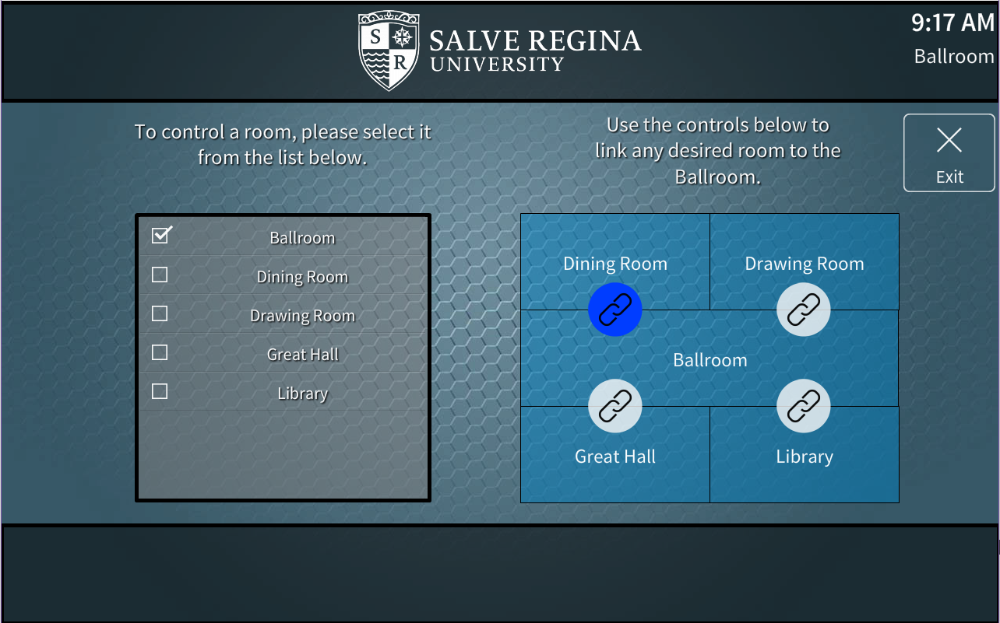 S
R
SALVE REGINA
UNIVERSITY
9:17 AM
Ballroom
To control a room, please select it
from the list below.
Use the controls below to
link any desired room to the
Ballroom.
Exit
Ballroom
Dining Room
Drawing Room
Great Hall
Library
Dining Room
Drawing Room
Ballroom
Great Hall
Library